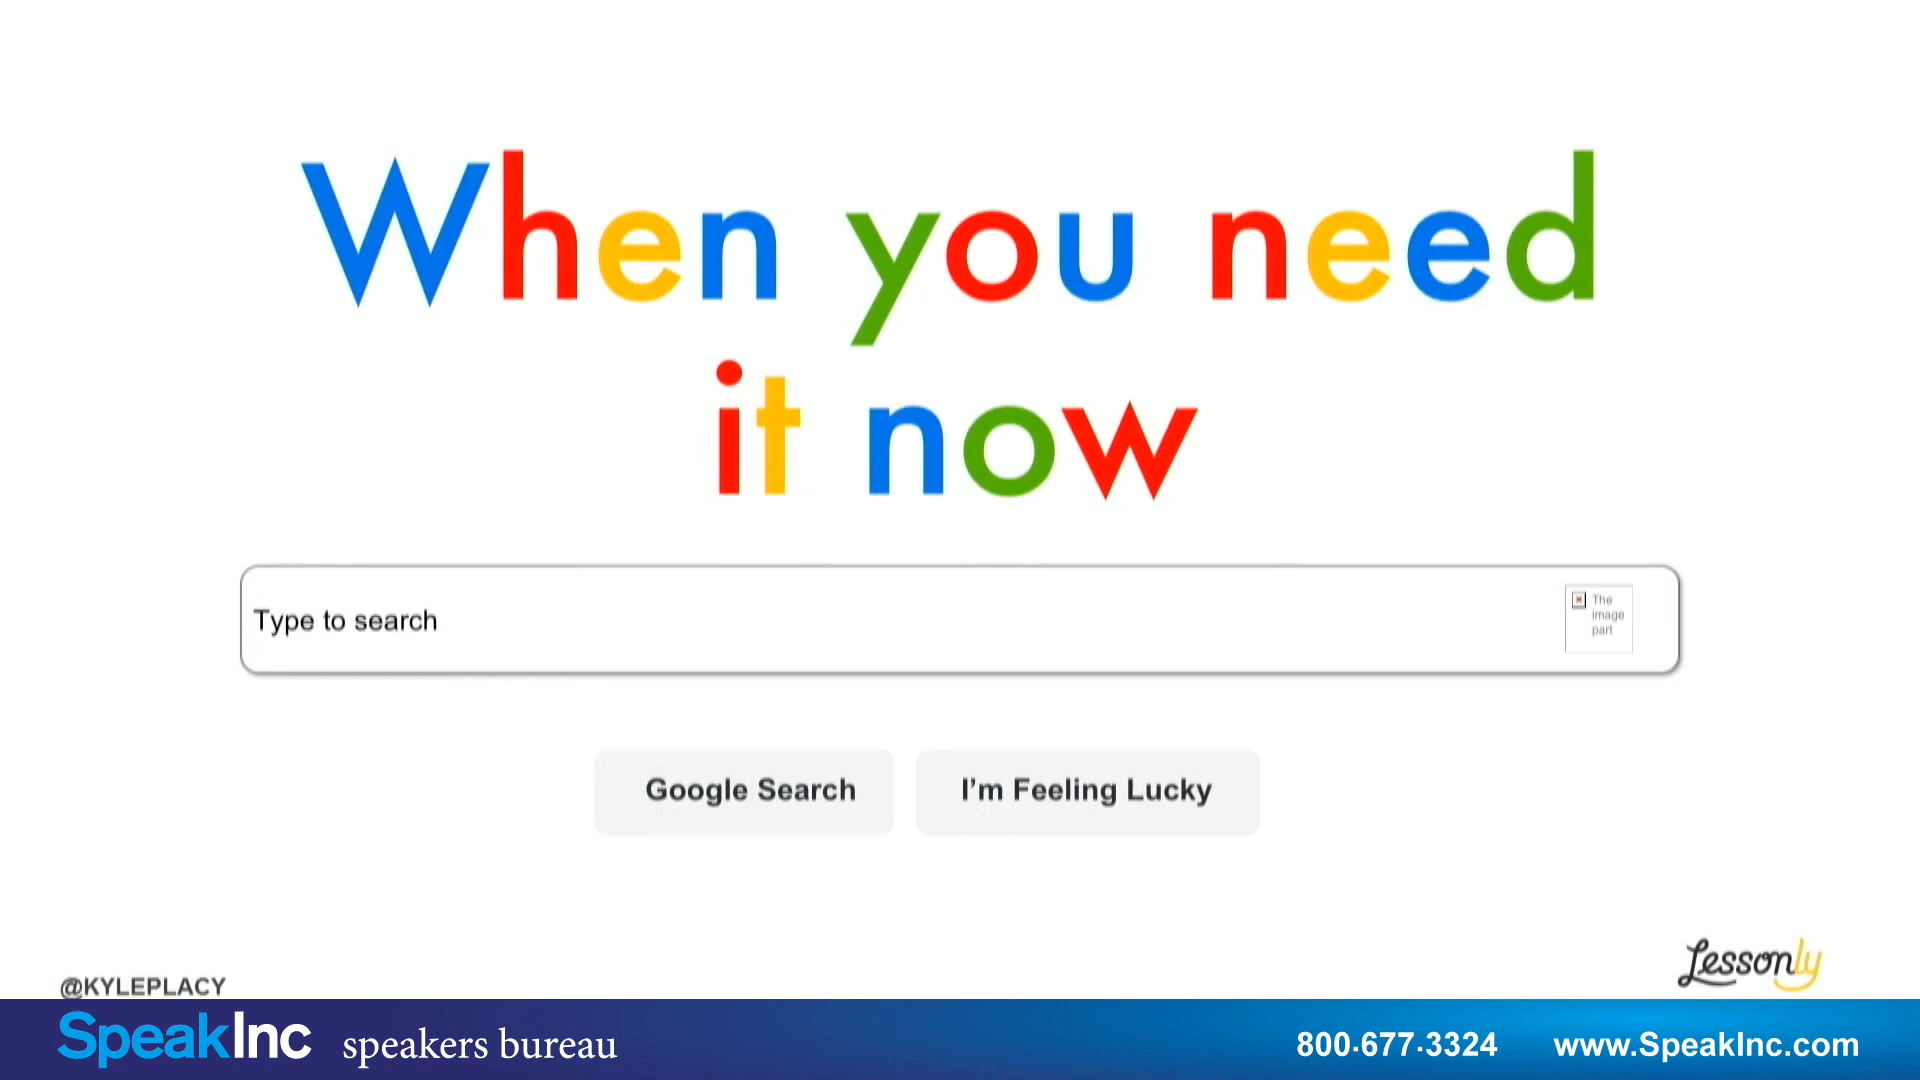 When you need
it now
Type to search
The
image
part
Google Search
I'm Feeling Lucky
@KYLEPLACY
Lessonly
SpeakInc speakers bureau
800·677·3324
www.SpeakInc.com